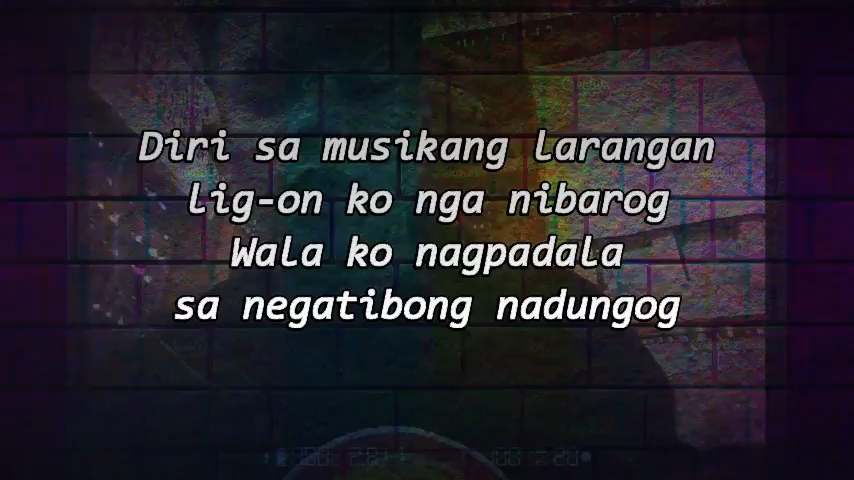 Diri sa musikang larangan
lig-on ko nga nibarog
Wala ko nagpadala
sa negatibong nadungog